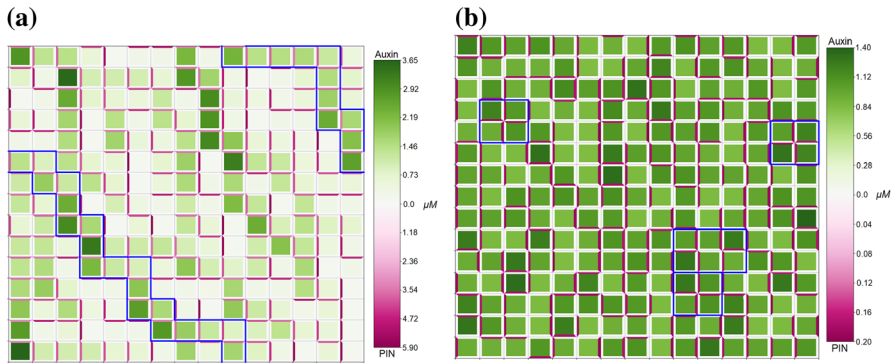 (a)
Auxin
3.65
2.92
2.19
1.46
0.73
0.0
μM
1.18
2.36
3.54
4.72
5.90
PIN
(b)
Auxin
1.40
1.12
0.84
0.56
0.28
0.0
μM
0.04
0.08
0.12
0.16
0.20
PIN